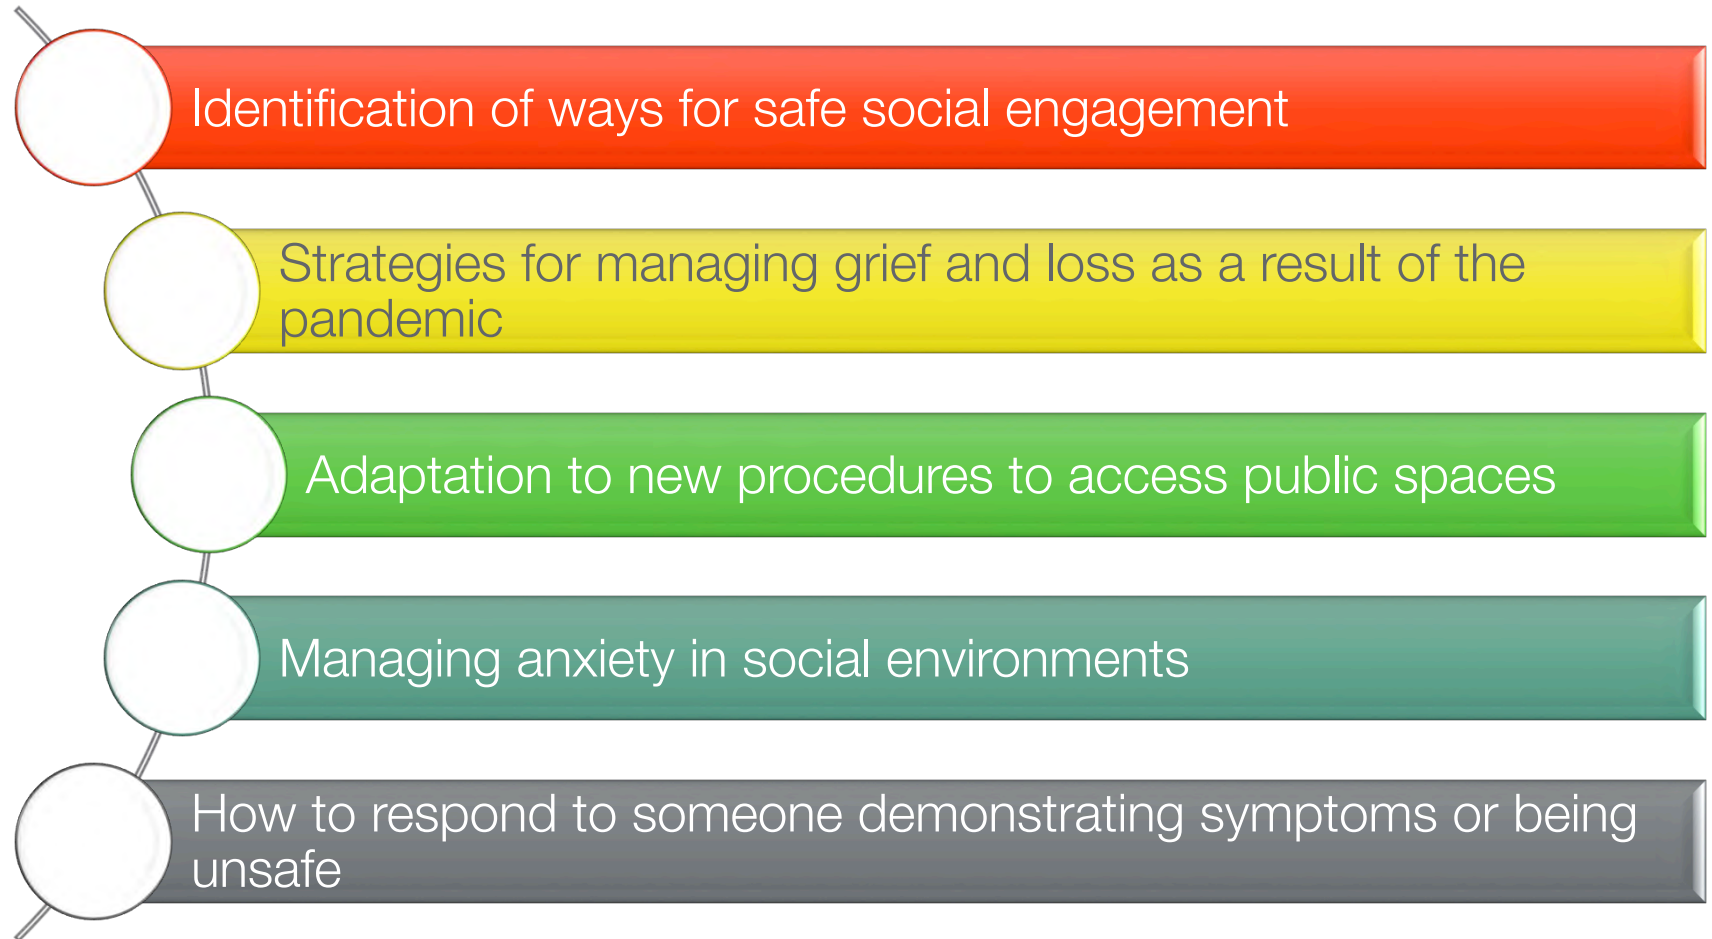 Identification of ways for safe social engagement
Strategies for managing grief and loss as a result of the
pandemic
Adaptation to new procedures to access public spaces
Managing anxiety in social environments
How to respond to someone demonstrating symptoms or being
unsafe